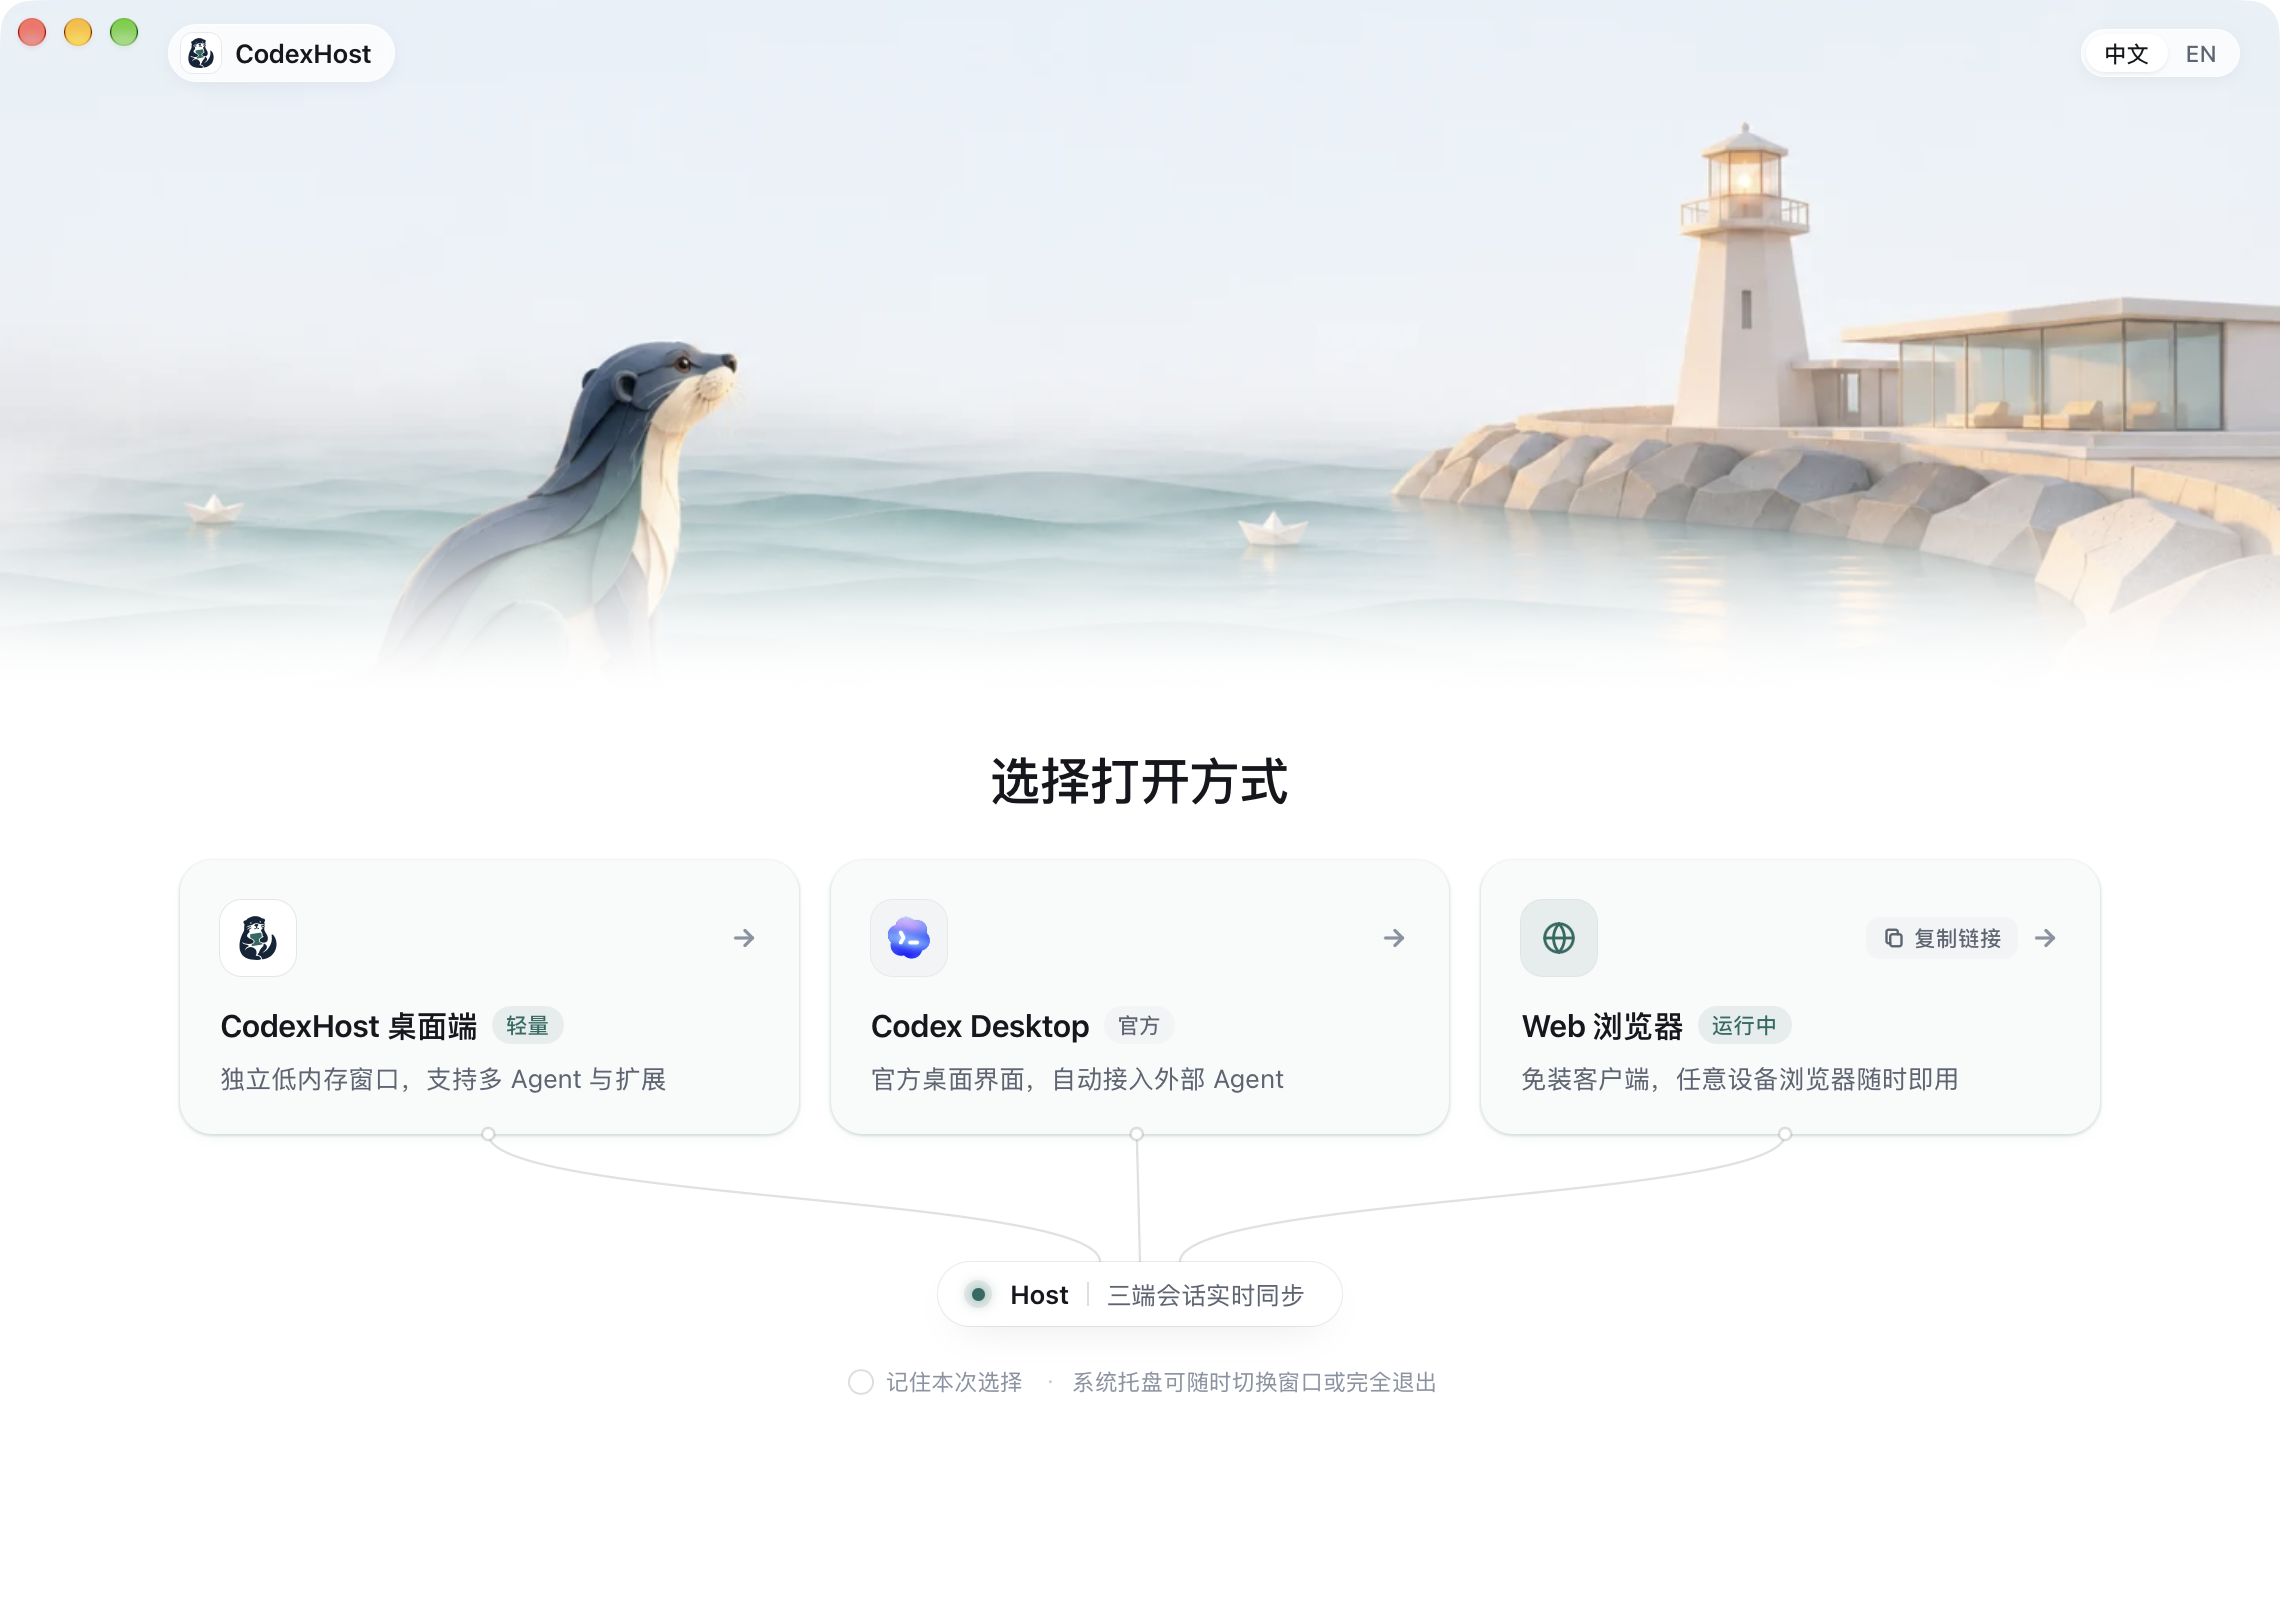 CodexHost
中文 EN
选择打开方式
复制链接
CodexHost 桌面端 轻量
独立低内存窗口，支持多 Agent 与扩展
Codex Desktop 官方
官方桌面界面，自动接入外部 Agent
Web 浏览器 运行中
免装客户端，任意设备浏览器随时即用
Host 三端会话实时同步
记住本次选择 · 系统托盘可随时切换窗口或完全退出